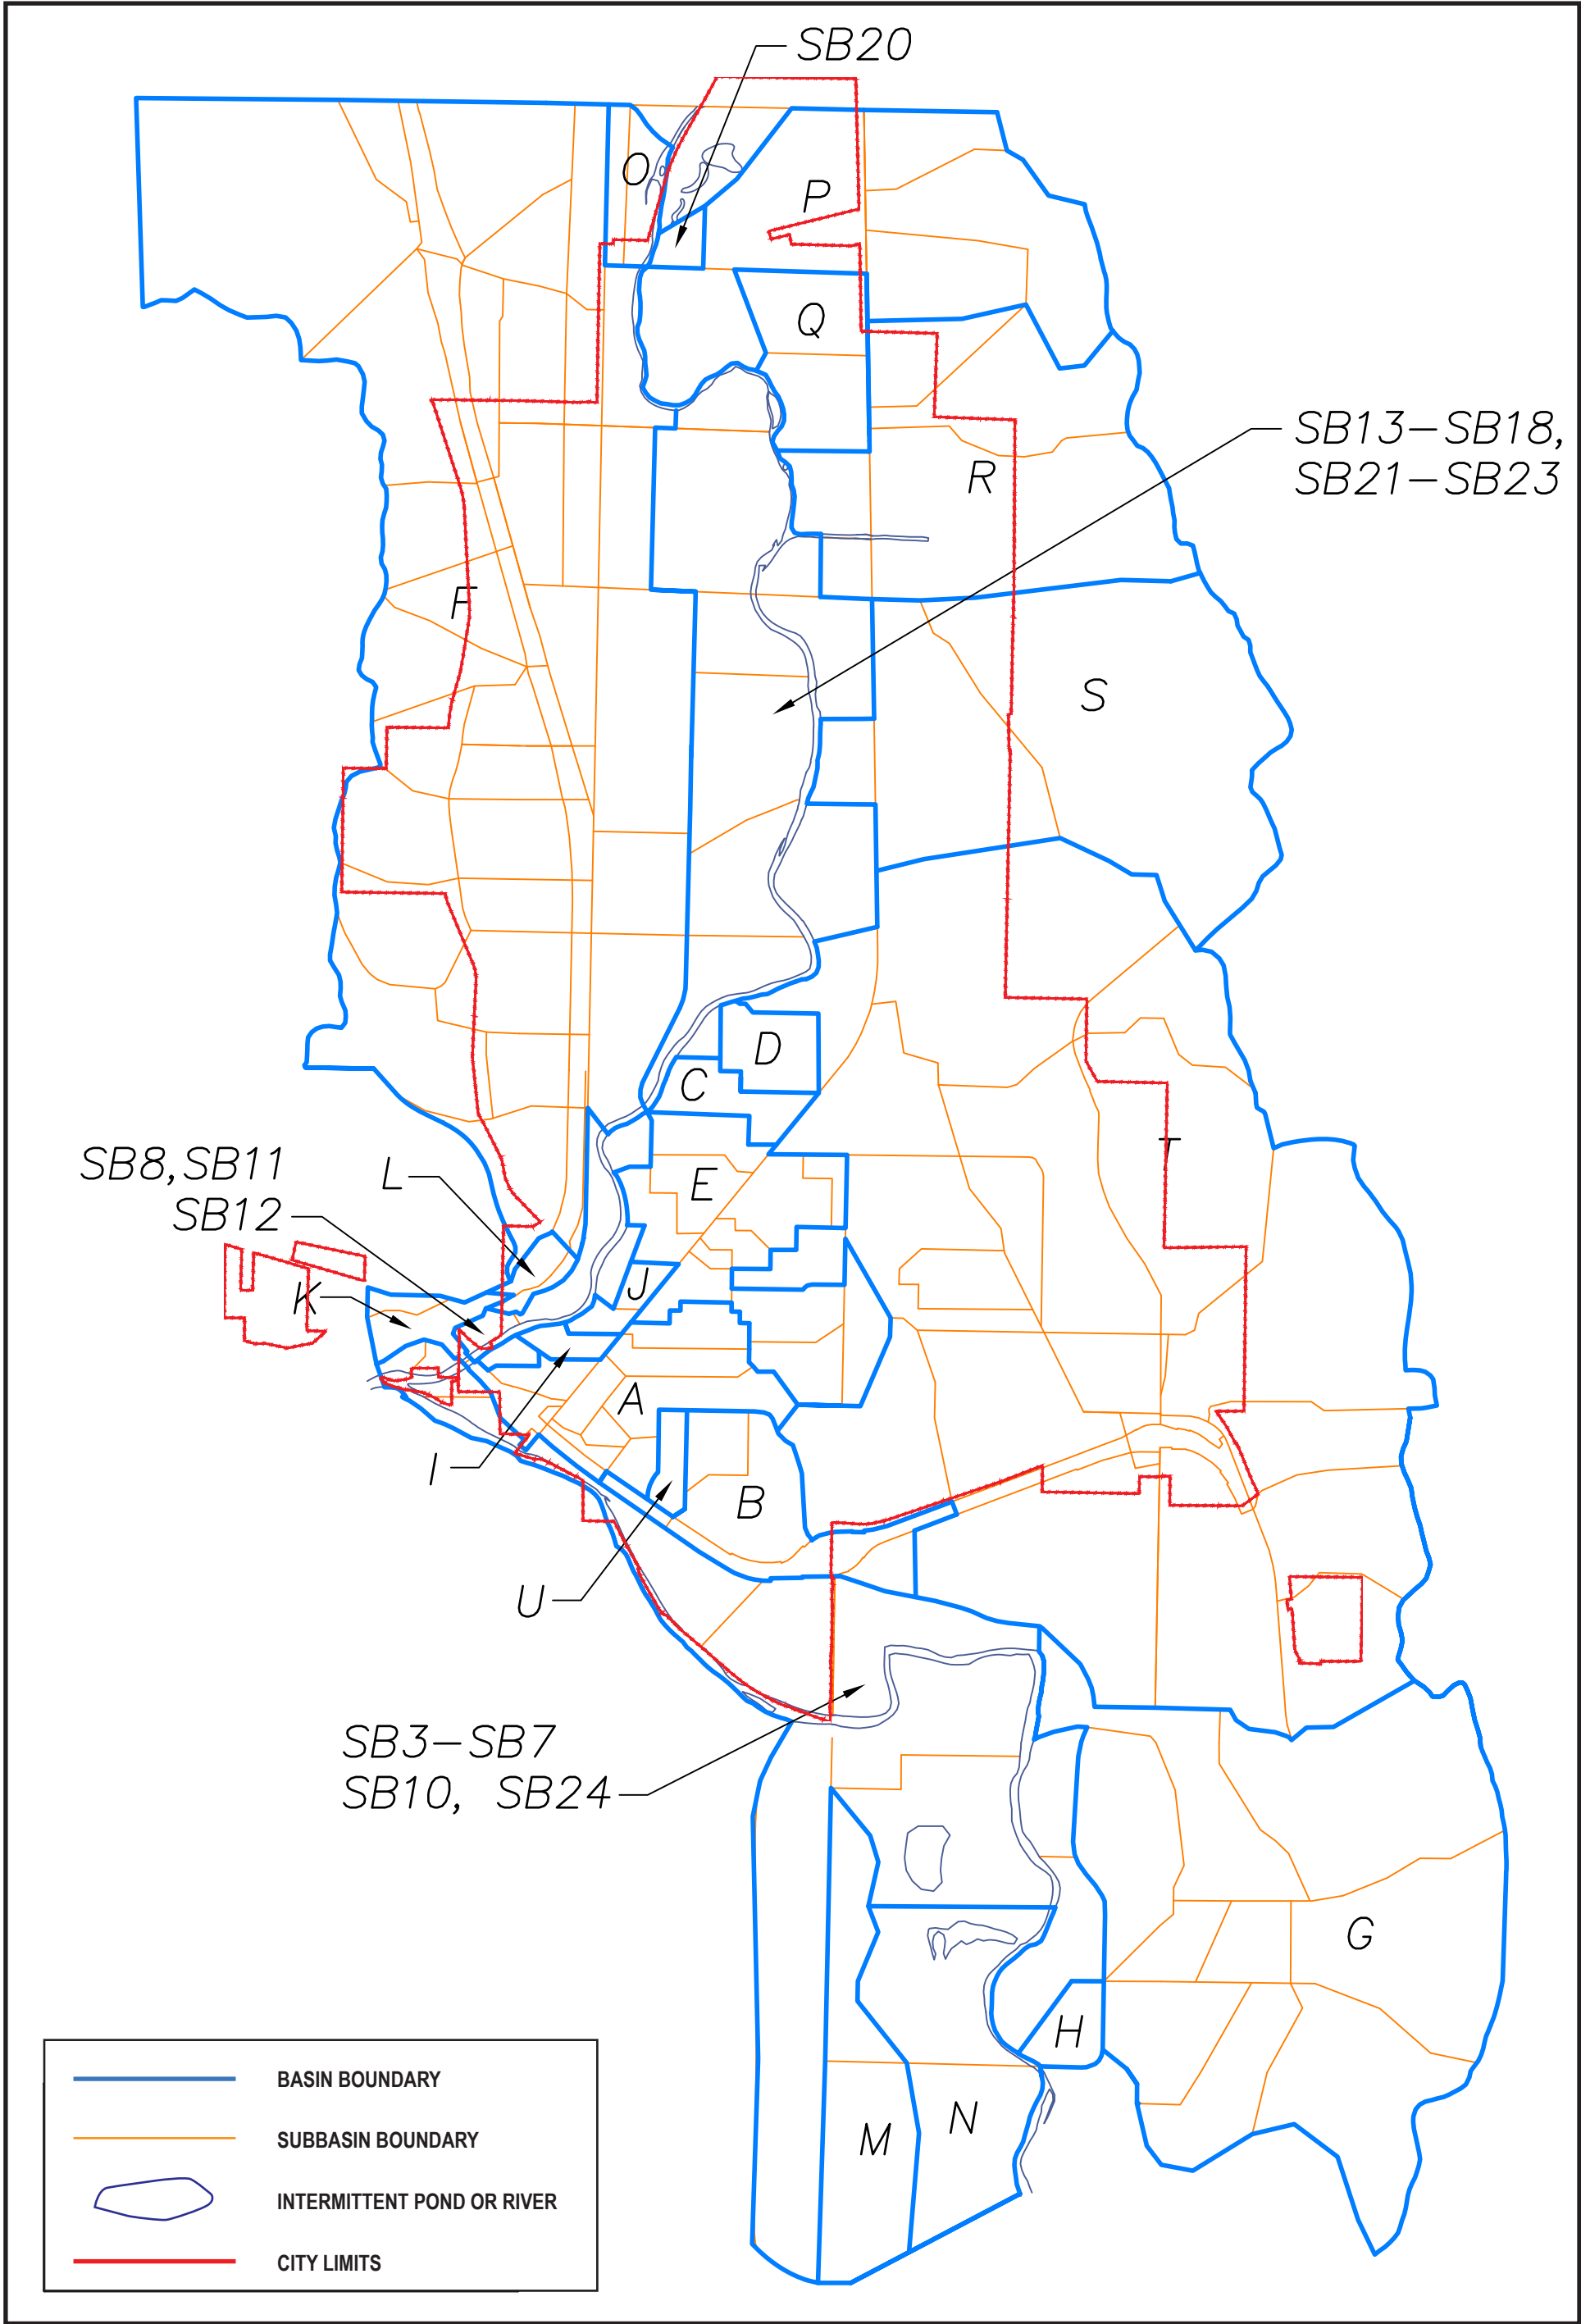 SB20
O
P
Q
SB13-SB18,
SB21-SB23
R
F
S
D
C
SB8,SB11
SB12
L
E
T
K
J
A
I
B
U
SB3-SB7
SB10, SB24
G
H
M
N
BASIN BOUNDARY
SUBBASIN BOUNDARY
INTERMITTENT POND OR RIVER
CITY LIMITS